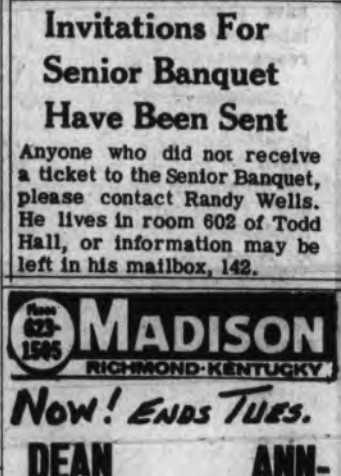 Invitations For
Senior Banquet
Have Been Sent
Anyone who did not receive
a ticket to the Senior Banquet,
please contact Randy Wells.
He lives in room 602 of Todd
Hall, or information may be
left in his mailbox, 142.
Phone
623-
1505
MADISON
RICHMOND-KENTUCKY
Now! ENDS TUES.
DEAN ANN-